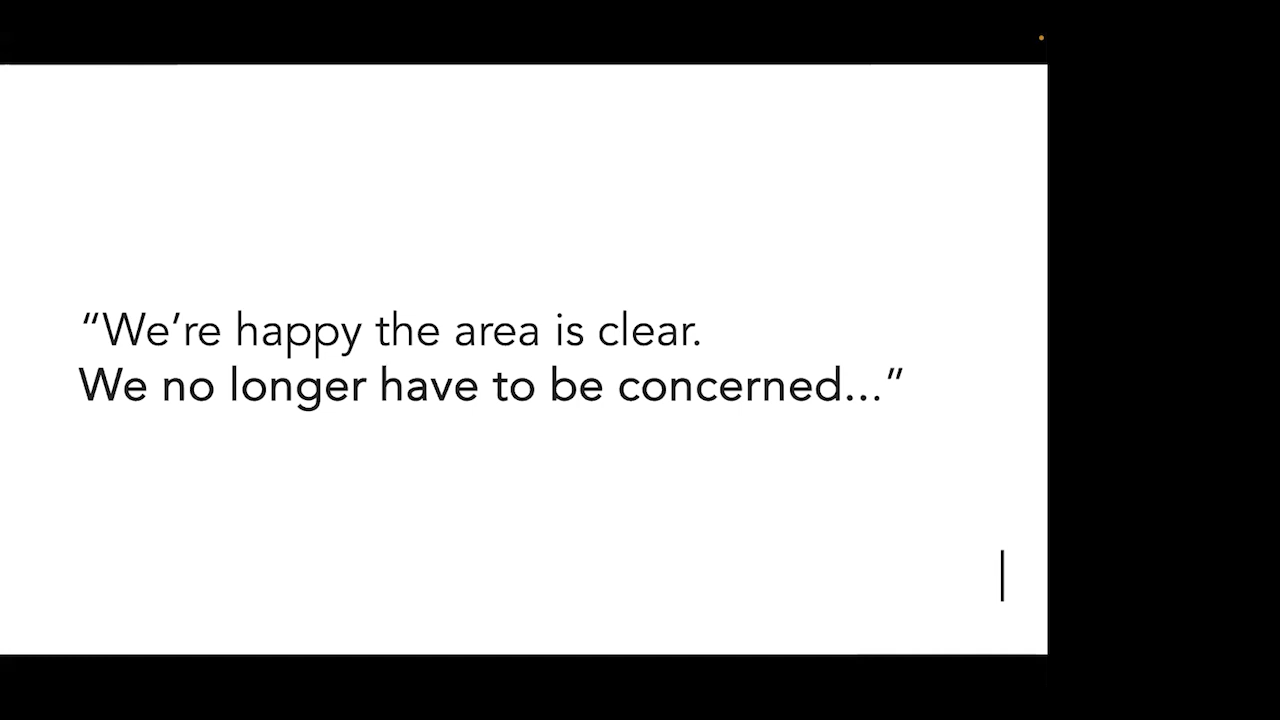 “We’re happy the area is clear.
We no longer have to be concerned...”